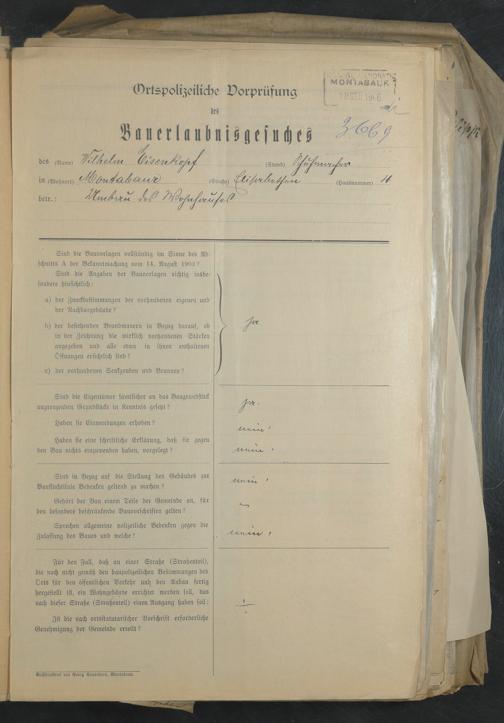 MONTABAUR
Ortspolizeiliche Vorprüfung
des
Bauerlaubnisgesuches
3669
des (Name) Wilhelm Eisenkopf (Stand) Schuhmacher
in (Wohnort) Montabaur (Straße) Elisabethen (Hausnummer) 16
betr.: Umbau des Wohnhauses
Sind die Bauvorlagen vollständig im Sinne des Ab-
schnitts A der Bekanntmachung vom 14. August 1903?
Sind die Angaben der Bauvorlagen richtig insbe-
sondere hinsichtlich:
a) der Zweckbestimmungen der vorhandenen eigenen und
der Nachbargebäude?
b) der bestehenden Brandmauern in Bezug darauf, ob
in der Zeichnung die wirklich vorhandenen Stärken
angegeben und alle etwa in ihnen enthaltenen
Öffnungen ersichtlich sind?
ja
c) der vorhandenen Senkgruben und Brunnen?
Sind die Eigentümer sämtlicher an das Baugrundstück
angrenzenden Grundstücke in Kenntnis gesetzt?
ja.
Haben sie Einwendungen erhoben?
nein!
Haben sie eine schriftliche Erklärung, daß sie gegen
den Bau nichts einzuwenden haben, vorgelegt?
nein!
Sind in Bezug auf die Stellung des Gebäudes zur
Baufluchtlinie Bedenken geltend zu machen?
nein!
Gehört der Bau einem Teile der Gemeinde an, für
den besondere beschränkende Bauvorschriften gelten?
Sprechen allgemeine polizeiliche Bedenken gegen die
Zulassung des Baues und welche?
nein!
Für den Fall, daß an einer Straße (Straßenteil),
die noch nicht gemäß den baupolizeilichen Bestimmungen des
Orts für den öffentlichen Verkehr und den Anbau fertig
hergestellt ist, ein Wohngebäude errichtet werden soll, das
nach dieser Straße (Straßenteil) einen Ausgang haben soll:
Ist die nach ortsstatutarischer Vorschrift erforderliche
Genehmigung der Gemeinde erteilt?